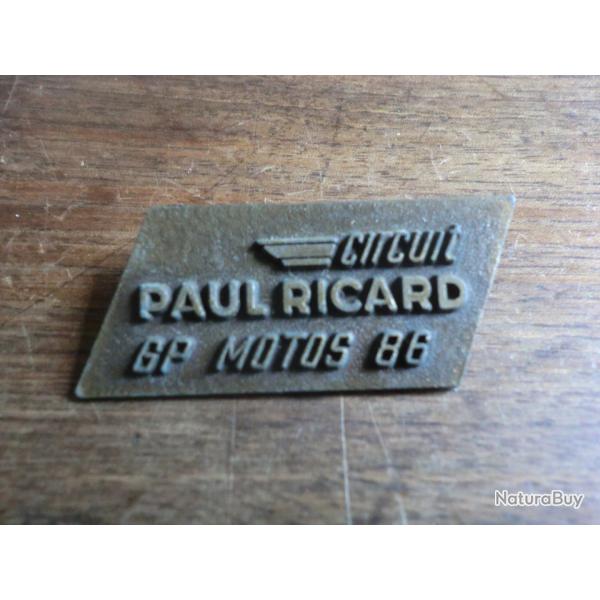 CIRCUIT
PAUL RICARD
GP MOTOS 86
NaturaBuy